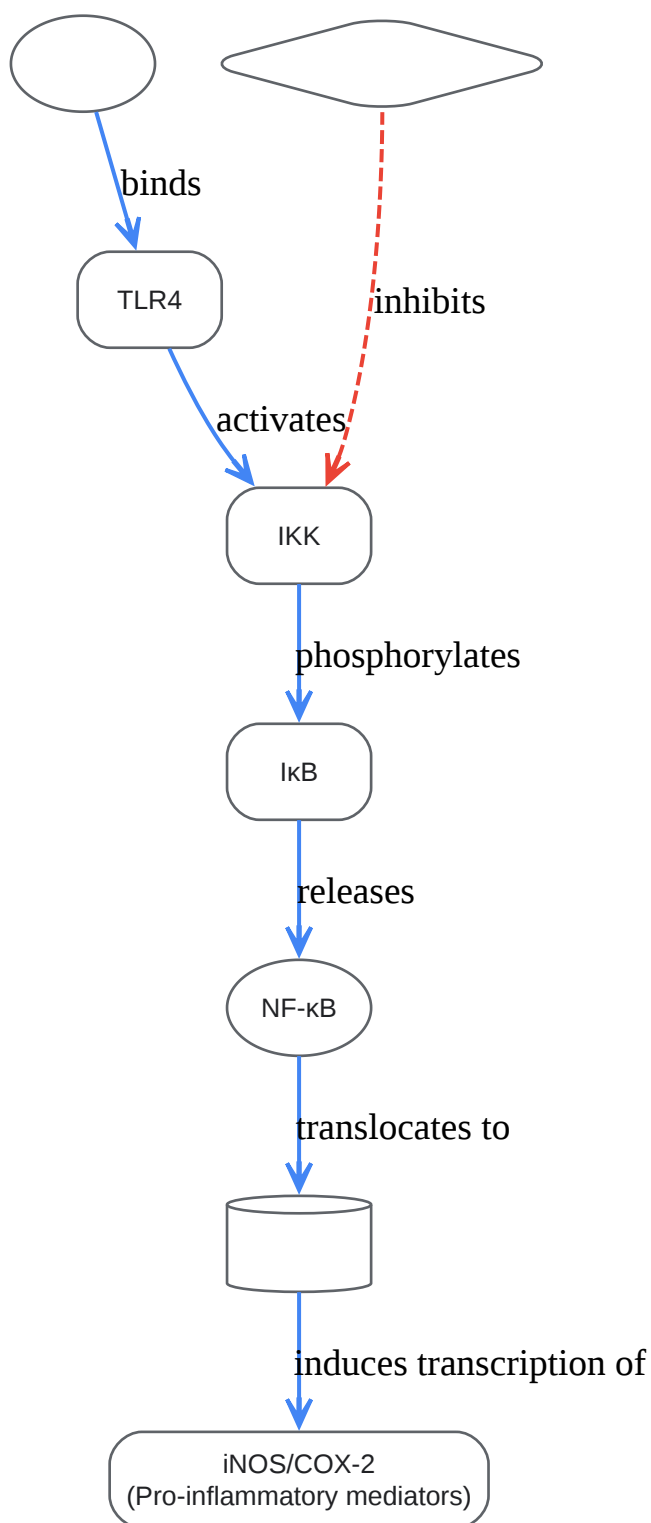 binds
TLR4
inhibits
activates
IKK
phosphorylates
IκB
releases
NF-κB
translocates to
induces transcription of
iNOS/COX-2
(Pro-inflammatory mediators)